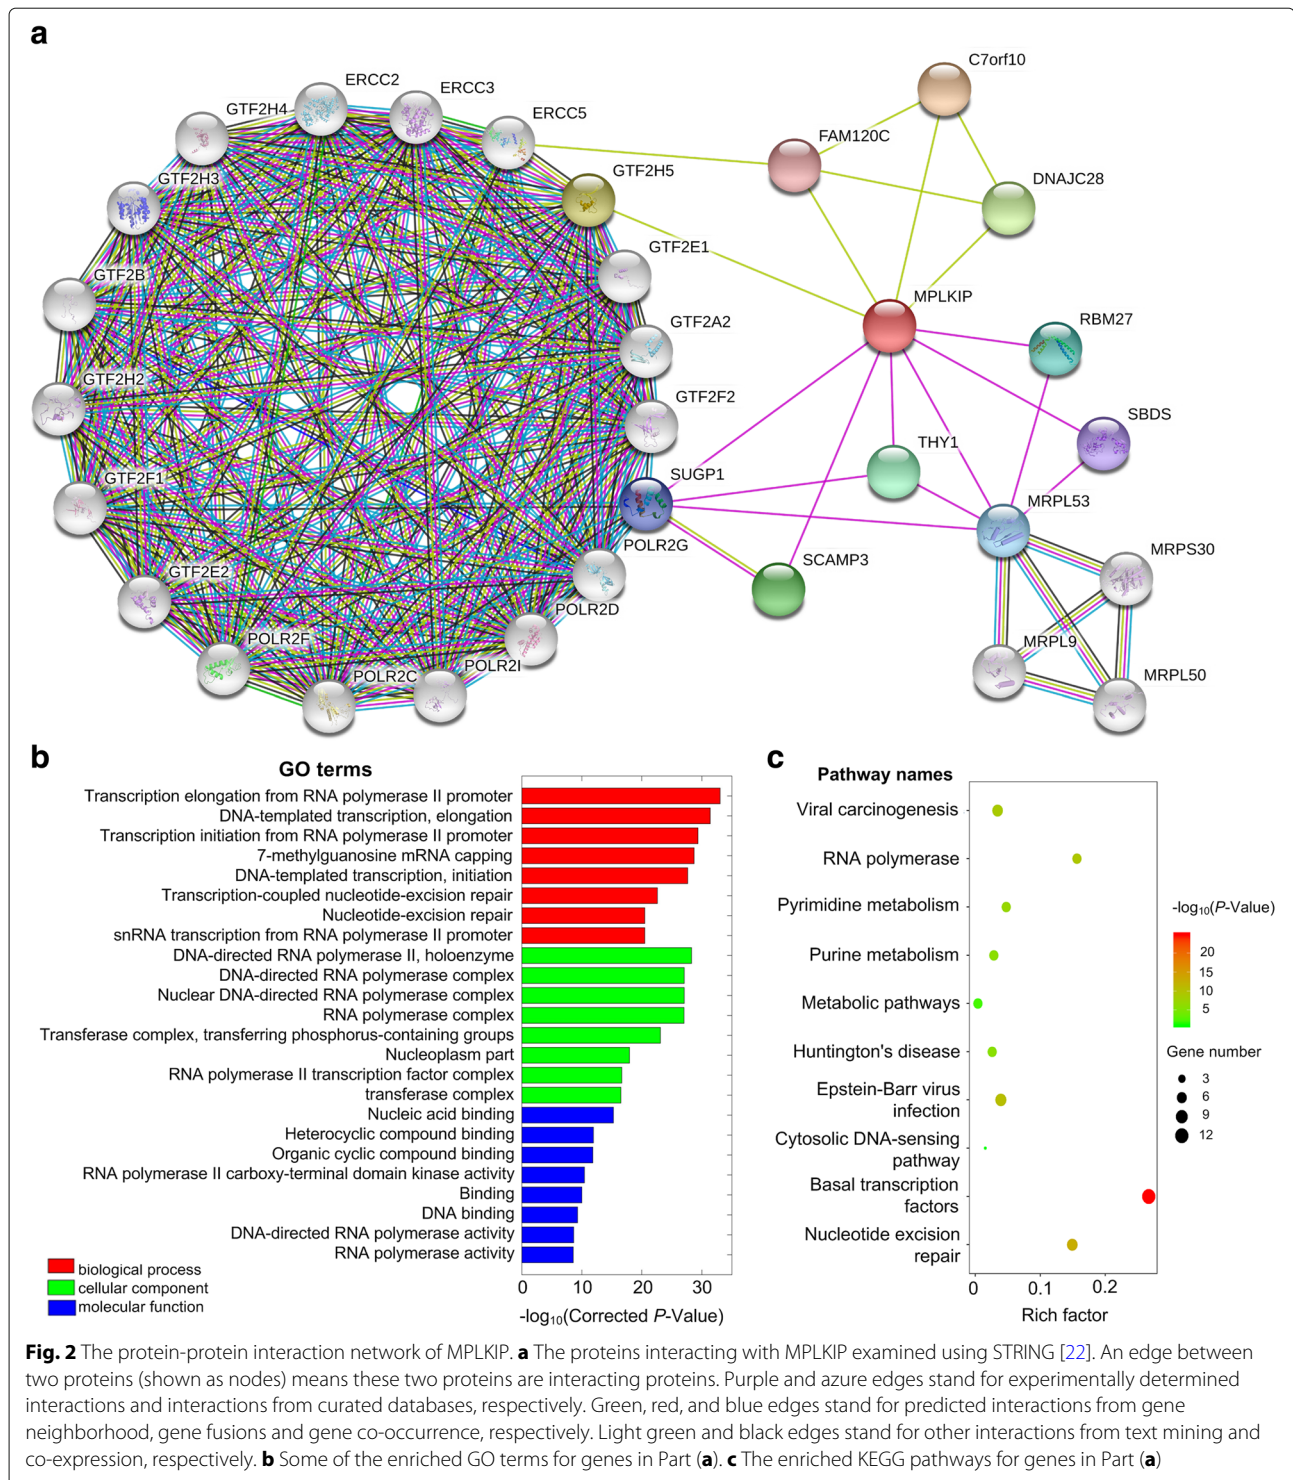 a
C7orf10
ERCC2
ERCC3
GTF2H4
ERCC5
FAM120C
GTF2H5
GTF2H3
DNAJC28
GTF2E1
GTF2B
MPLKIP
GTF2A2
RBM27
GTF2H2
GTF2F2
SBDS
THY1
SUGP1
GTF2F1
MRPL53
POLR2G
MRPS30
SCAMP3
GTF2E2
POLR2D
POLR2F
MRPL9
POLR2I
POLR2C
MRPL50
b
GO terms
Transcription elongation from RNA polymerase II promoter
DNA-templated transcription, elongation
Transcription initiation from RNA polymerase II promoter
7-methylguanosine mRNA capping
DNA-templated transcription, initiation
Transcription-coupled nucleotide-excision repair
Nucleotide-excision repair
snRNA transcription from RNA polymerase II promoter
DNA-directed RNA polymerase II, holoenzyme
DNA-directed RNA polymerase complex
Nuclear DNA-directed RNA polymerase complex
RNA polymerase complex
Transferase complex, transferring phosphorus-containing groups
Nucleoplasm part
RNA polymerase II transcription factor complex
transferase complex
Nucleic acid binding
Heterocyclic compound binding
Organic cyclic compound binding
RNA polymerase II carboxy-terminal domain kinase activity
Binding
DNA binding
DNA-directed RNA polymerase activity
RNA polymerase activity
biological process
cellular component
molecular function
0 10 20 30
-log10(Corrected P-Value)
c
Pathway names
Viral carcinogenesis
RNA polymerase
Pyrimidine metabolism
Purine metabolism
Metabolic pathways
Huntington's disease
Epstein-Barr virus
infection
Cytosolic DNA-sensing
pathway
Basal transcription
factors
Nucleotide excision
repair
0 0.1 0.2
Rich factor
-log10(P-Value)
20
15
10
5
Gene number
3
6
9
12
Fig. 2 The protein-protein interaction network of MPLKIP. a The proteins interacting with MPLKIP examined using STRING [22]. An edge between
two proteins (shown as nodes) means these two proteins are interacting proteins. Purple and azure edges stand for experimentally determined
interactions and interactions from curated databases, respectively. Green, red, and blue edges stand for predicted interactions from gene
neighborhood, gene fusions and gene co-occurrence, respectively. Light green and black edges stand for other interactions from text mining and
co-expression, respectively. b Some of the enriched GO terms for genes in Part (a). c The enriched KEGG pathways for genes in Part (a)